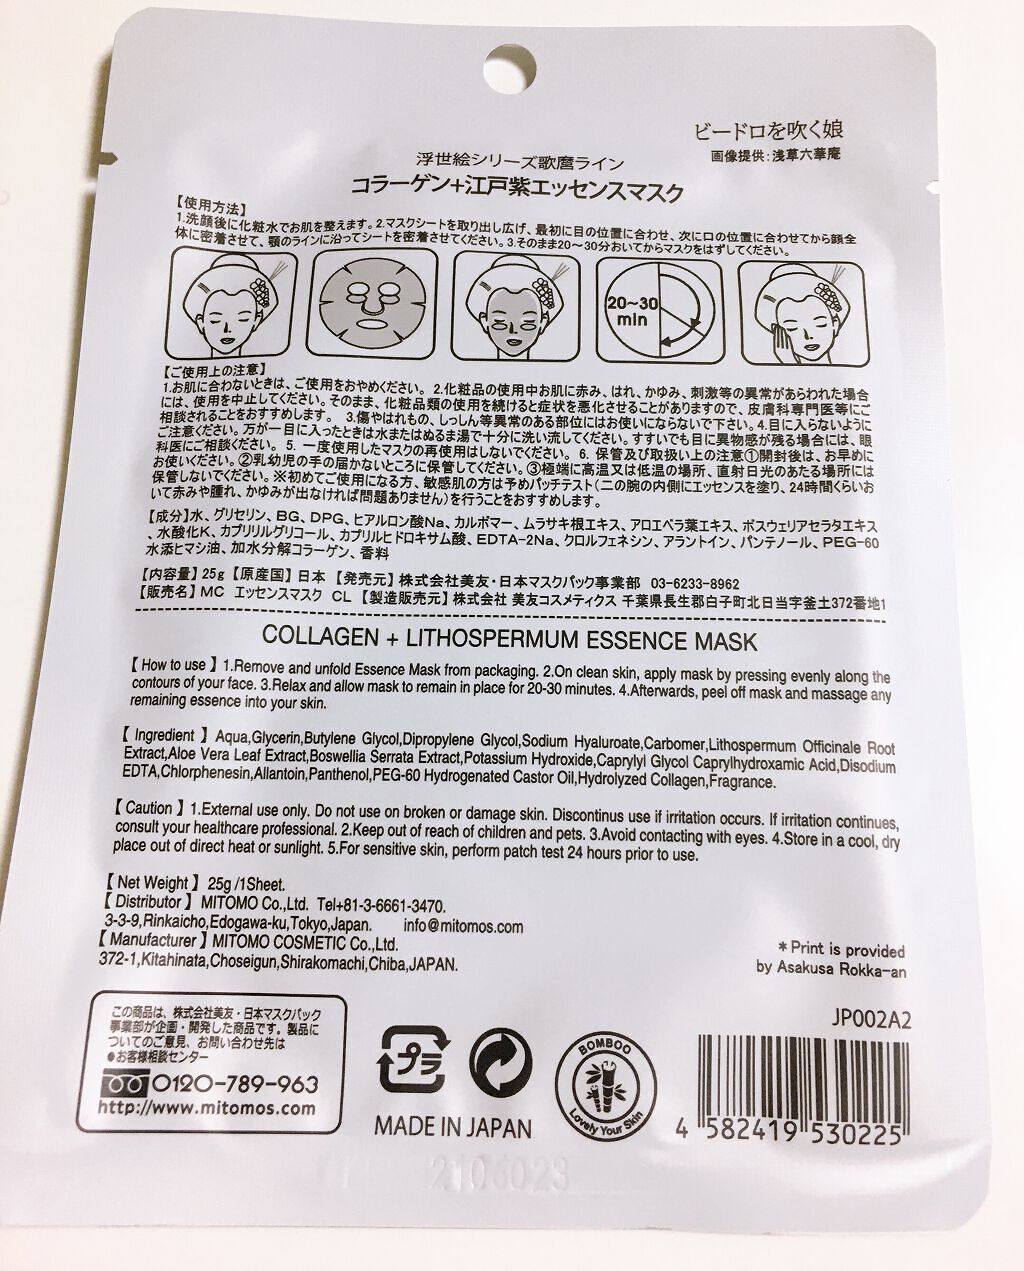 ビードロを吹く娘
画像提供:浅草六華庵
浮世絵シリーズ歌麿ライン
コラーゲン+江戸紫エッセンスマスク
【使用方法】
1.洗顔後に化粧水でお肌を整えます。2.マスクシートを取り出し広げ、最初に目の位置に合わせ、次に口の位置に合わせてから顔全
体に密着させて、顎のラインに沿ってシートを密着させてください。3.そのまま20~30分おいてからマスクをはずしてください。
20~30
min
【ご使用上の注意】
1.お肌に合わないときは、ご使用をおやめください。 2.化粧品の使用中お肌に赤み、はれ、かゆみ、刺激等の異常があらわれた場合
には、使用を中止してください。そのまま、化粧品類の使用を続けると症状を悪化させることがありますので、皮膚科専門医等にご
相談されることをおすすめします。 3.傷やはれもの、しっしん等異常のある部位にはお使いにならないで下さい。4.目に入らないように
ご注意ください。万が一目に入ったときは水またはぬるま湯で十分に洗い流してください。すすいでも目に異物感が残る場合には、眼
科医にご相談ください。 5. 一度使用したマスクの再使用はしないでください。 6. 保管及び取扱い上の注意①開封後は、お早めに
お使いください。②乳幼児の手の届かないところに保管してください。③極端に高温又は低温の場所、直射日光のあたる場所には
保管しないでください。※初めてご使用になる方、敏感肌の方は予めパッチテスト(二の腕の内側にエッセンスを塗り、24時間くらいお
いて赤みや腫れ、かゆみが出なければ問題ありません)を行うことをおすすめします。
【成分】水、グリセリン、BG、DPG、ヒアルロン酸Na、カルボマー、ムラサキ根エキス、アロエベラ葉エキス、ボスウェリアセラタエキス
、水酸化K、カプリリルグリコール、カプリルヒドロキサム酸、EDTA-2Na、クロルフェネシン、アラントイン、パンテノール、PEG-60
水添ヒマシ油、加水分解コラーゲン、香料
【内容量】25g【原産国】日本 【発売元】株式会社美友・日本マスクパック事業部 03-6233-8962
【販売名】MC エッセンスマスク CL 【製造販売元】株式会社 美友コスメティクス 千葉県長生郡白子町北日当字釜土372番地1
COLLAGEN + LITHOSPERMUM ESSENCE MASK
【 How to use 】1.Remove and unfold Essence Mask from packaging. 2.On clean skin, apply mask by pressing evenly along the
contours of your face. 3.Relax and allow mask to remain in place for 20-30 minutes. 4.Afterwards, peel off mask and massage any
remaining essence into your skin.
【 Ingredient 】 Aqua,Glycerin,Butylene Glycol,Dipropylene Glycol,Sodium Hyaluroate,Carbomer,Lithospermum Officinale Root
Extract,Aloe Vera Leaf Extract,Boswellia Serrata Extract,Potassium Hydroxide,Caprylyl Glycol Caprylhydroxamic Acid,Disodium
EDTA,Chlorphenesin,Allantoin,Panthenol,PEG-60 Hydrogenated Castor Oil,Hydrolyzed Collagen,Fragrance.
【 Caution 】1.External use only. Do not use on broken or damage skin. Discontinus use if irritation occurs. If irritation continues,
consult your healthcare professional. 2.Keep out of reach of children and pets. 3.Avoid contacting with eyes. 4.Store in a cool, dry
place out of direct heat or sunlight. 5.For sensitive skin, perform patch test 24 hours prior to use.
【 Net Weight 】 25g /1Sheet.
【 Distributor 】 MITOMO Co.,Ltd. Tel+81-3-6661-3470.
3-3-9,Rinkaicho,Edogawa-ku,Tokyo,Japan. info@mitomos.com
【 Manufacturer 】MITOMO COSMETIC Co.,Ltd.
372-1,Kitahinata,Choseigun,Shirakomachi,Chiba,JAPAN.
*Print is provided
by Asakusa Rokka-an
この商品は、株式会社美友・日本マスクパック
事業部が企画・開発した商品です。製品に
ついてのご意見、お問い合わせ先は
●お客様相談センター
0120-789-963
http://www.mitomos.com
プラ
MADE IN JAPAN
BOMBOO
Lovely Your Skin
JP002A2
4 582419 530225
2106023